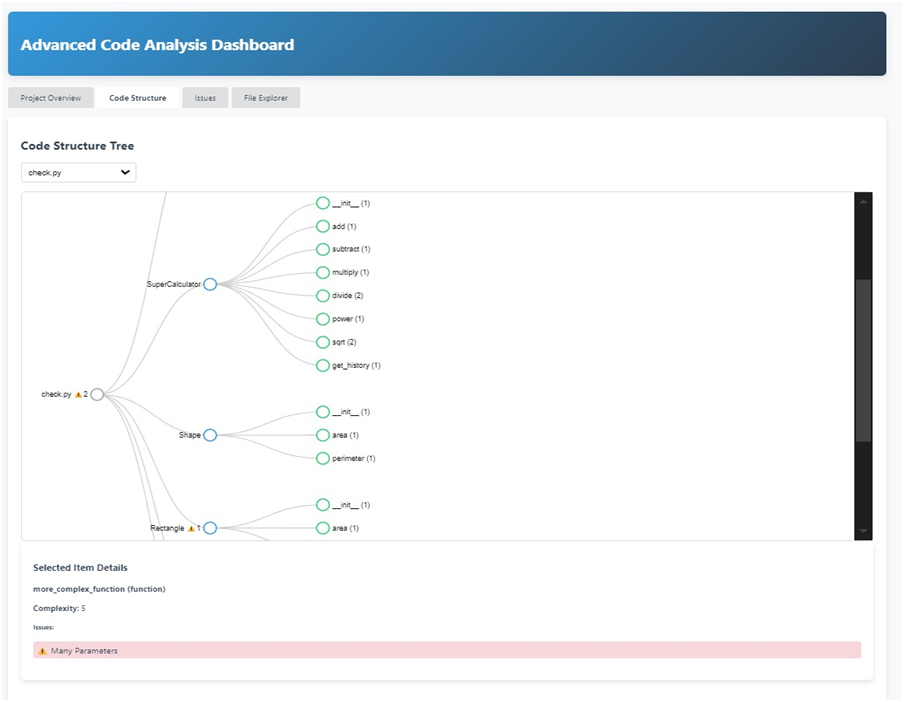 Advanced Code Analysis Dashboard
Project Overview
Code Structure
Issues
File Explorer
Code Structure Tree
check.py
__init__ (1)
add (1)
subtract (1)
multiply (1)
SuperCalculator
divide (2)
power (1)
sqrt (2)
get_history (1)
check.py ⚠ 2
__init__ (1)
Shape
area (1)
perimeter (1)
__init__ (1)
Rectangle ⚠ 1
area (1)
Selected Item Details
more_complex_function (function)
Complexity: 5
Issues:
⚠ Many Parameters